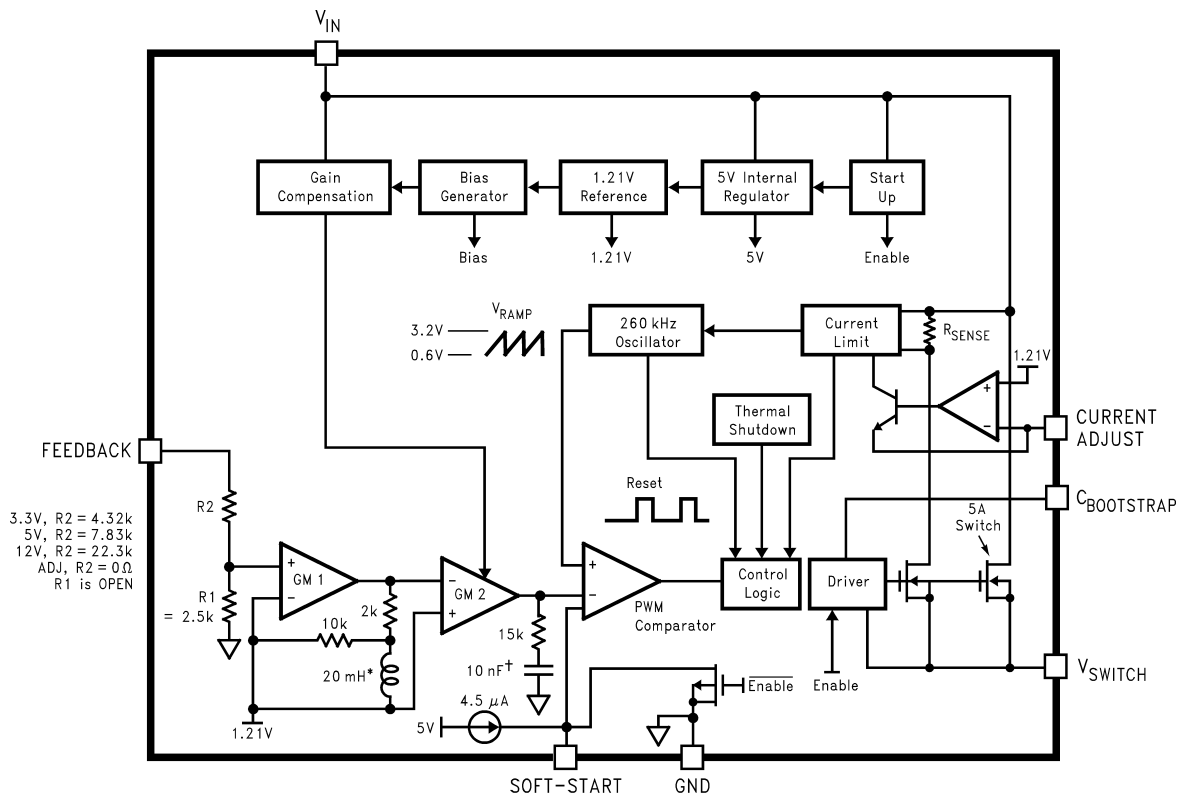 VIN
Gain
Compensation
Bias
Generator
1.21V
Reference
5V Internal
Regulator
Start
Up
Bias
1.21V
5V
Enable
VRAMP
3.2V
0.6V
260 kHz
Oscillator
Current
Limit
RSENSE
1.21V
Thermal
Shutdown
CURRENT
ADJUST
FEEDBACK
Reset
CBOOTSTRAP
5A
Switch
R2
3.3V, R2 = 4.32k
5V, R2 = 7.83k
12V, R2 = 22.3k
ADJ, R2 = 0Ω
R1 is OPEN
+
GM 1
−
−
GM 2
+
+
−
PWM
Comparator
Control
Logic
Driver
+
−
R1
= 2.5k
2k
10k
20 mH*
15k
10 nF†
1.21V
4.5 μA
5V
E̅n̅a̅b̅l̅e̅
Enable
VSWITCH
SOFT-START
GND